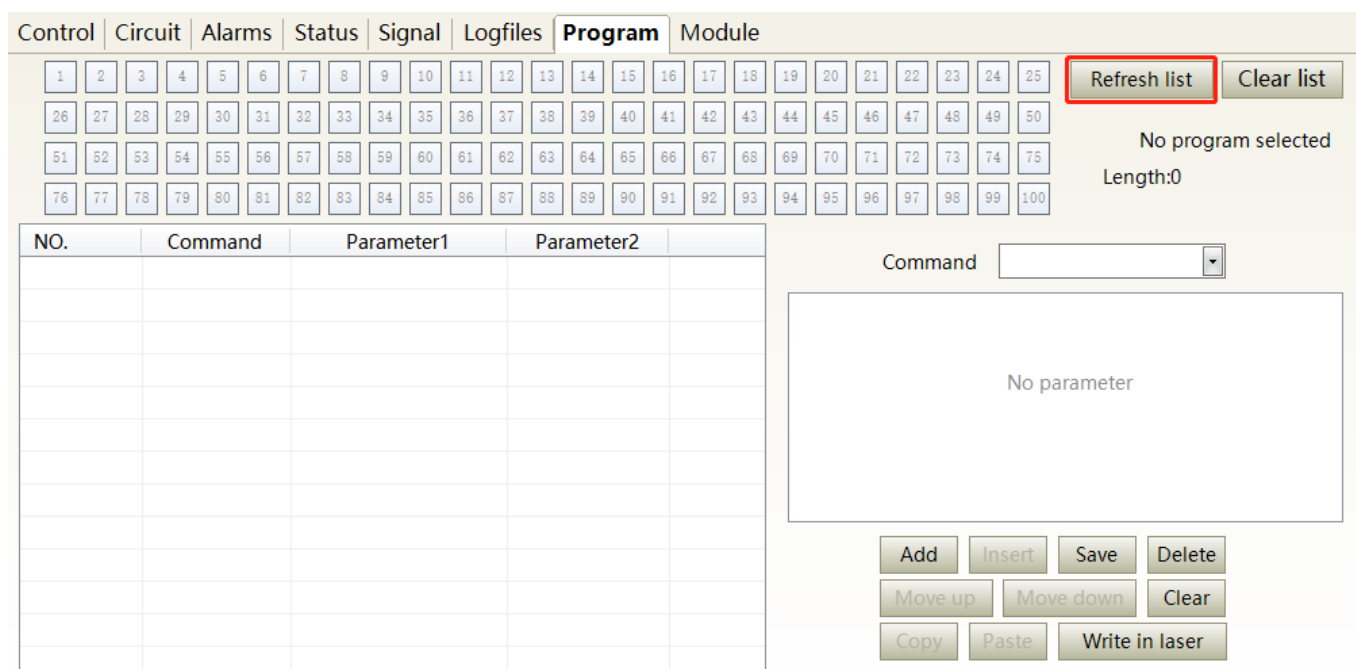 Control Circuit Alarms Status Signal Logfiles Program Module
1 2 3 4 5 6 7 8 9 10 11 12 13 14 15 16 17 18 19 20 21 22 23 24 25 Refresh list Clear list
26 27 28 29 30 31 32 33 34 35 36 37 38 39 40 41 42 43 44 45 46 47 48 49 50
No program selected
51 52 53 54 55 56 57 58 59 60 61 62 63 64 65 66 67 68 69 70 71 72 73 74 75
Length:0
76 77 78 79 80 81 82 83 84 85 86 87 88 89 90 91 92 93 94 95 96 97 98 99 100
NO. Command Parameter1 Parameter2
Command
No parameter
Add Insert Save Delete
Move up Move down Clear
Copy Paste Write in laser